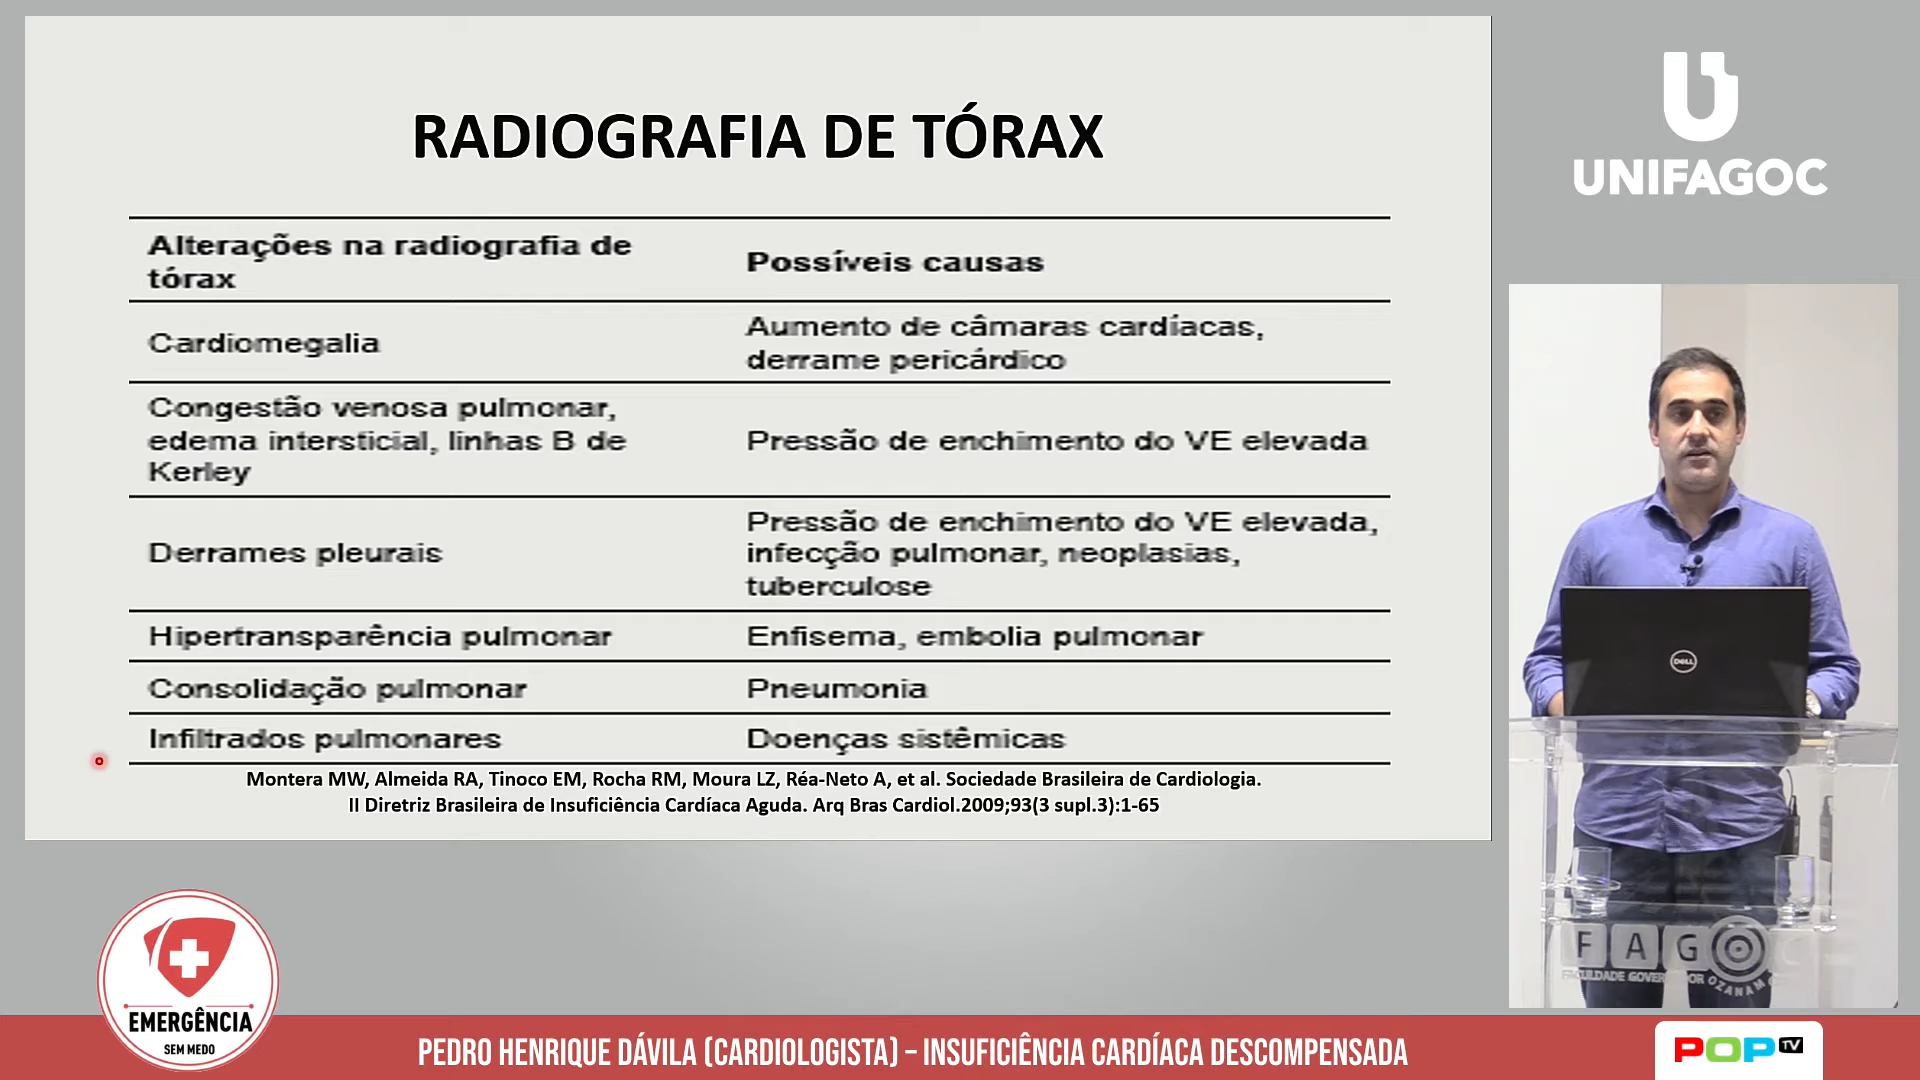 RADIOGRAFIA DE TÓRAX
Alterações na radiografia de
tórax
Possíveis causas
Cardiomegalia
Aumento de câmaras cardíacas,
derrame pericárdico
Congestão venosa pulmonar,
edema intersticial, linhas B de
Kerley
Pressão de enchimento do VE elevada
Derrames pleurais
Pressão de enchimento do VE elevada,
infecção pulmonar, neoplasias,
tuberculose
Hipertransparência pulmonar
Enfisema, embolia pulmonar
Consolidação pulmonar
Pneumonia
Infiltrados pulmonares
Doenças sistêmicas
Montera MW, Almeida RA, Tinoco EM, Rocha RM, Moura LZ, Réa-Neto A, et al. Sociedade Brasileira de Cardiologia.
II Diretriz Brasileira de Insuficiência Cardíaca Aguda. Arq Bras Cardiol.2009;93(3 supl.3):1-65
UNIFAGOC
DELL
FAGOC
FACULDADE GOVERNADOR OZANAM
EMERGÊNCIA
SEM MEDO
PEDRO HENRIQUE DÁVILA (CARDIOLOGISTA) – INSUFICIÊNCIA CARDÍACA DESCOMPENSADA
POP TV